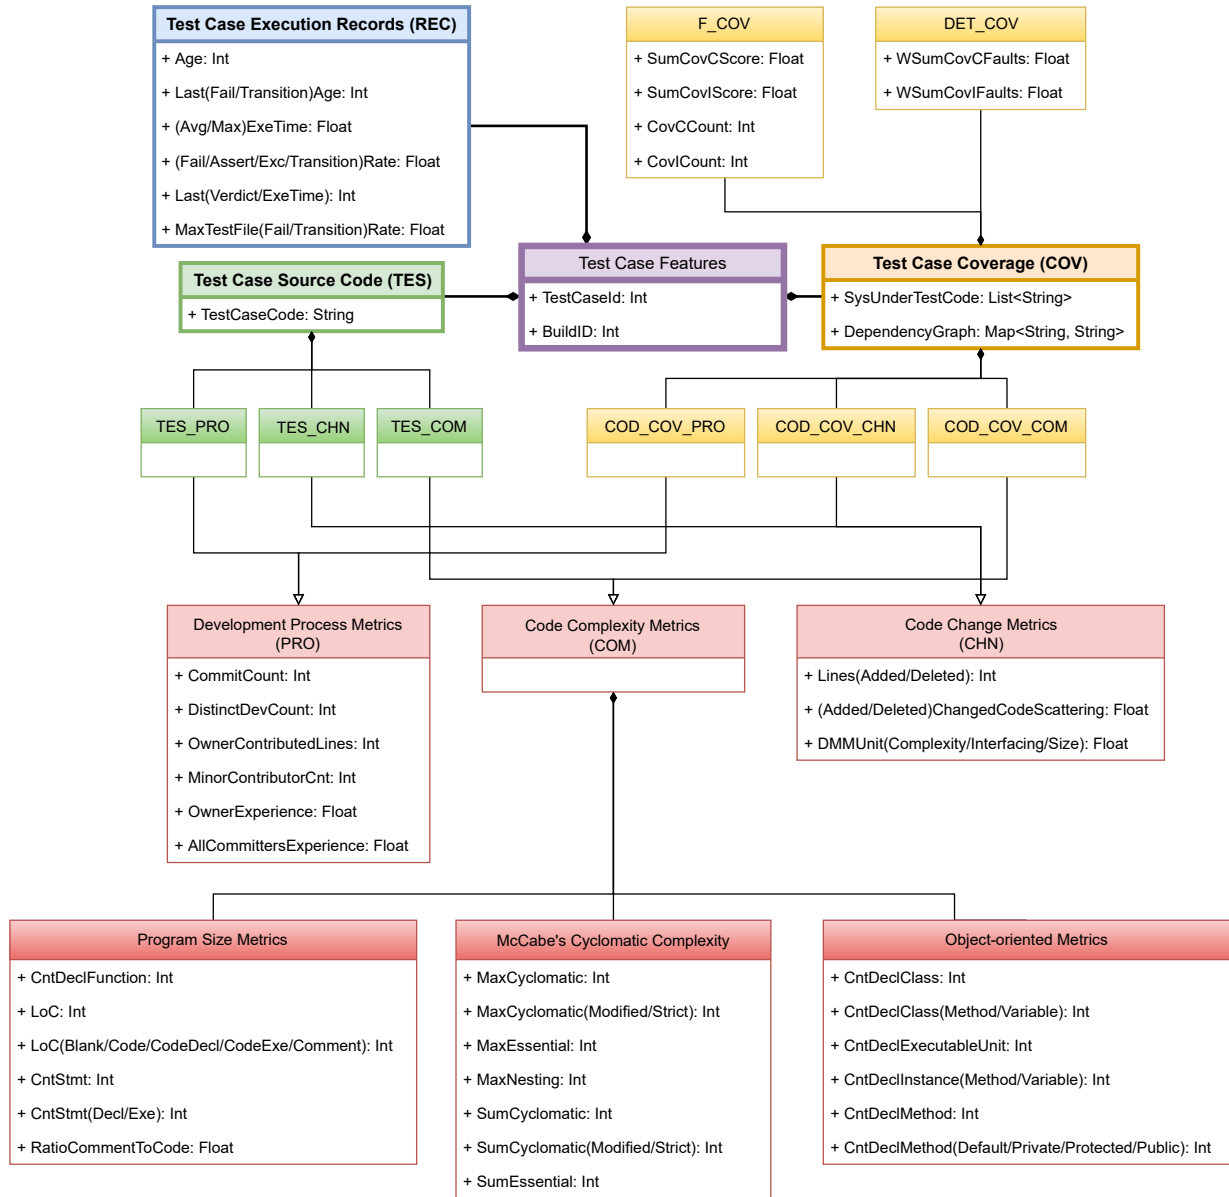 Test Case Execution Records (REC)
+ Age: Int
+ Last(Fail/Transition)Age: Int
+ (Avg/Max)ExeTime: Float
+ (Fail/Assert/Exc/Transition)Rate: Float
+ Last(Verdict/ExeTime): Int
+ MaxTestFile(Fail/Transition)Rate: Float
F_COV
+ SumCovCScore: Float
+ SumCovIScore: Float
+ CovCCount: Int
+ CovICount: Int
DET_COV
+ WSumCovCFaults: Float
+ WSumCovIFaults: Float
Test Case Source Code (TES)
+ TestCaseCode: String
Test Case Features
+ TestCaseId: Int
+ BuildID: Int
Test Case Coverage (COV)
+ SysUnderTestCode: List<String>
+ DependencyGraph: Map<String, String>
TES_PRO
TES_CHN
TES_COM
COD_COV_PRO
COD_COV_CHN
COD_COV_COM
Development Process Metrics
(PRO)
+ CommitCount: Int
+ DistinctDevCount: Int
+ OwnerContributedLines: Int
+ MinorContributorCnt: Int
+ OwnerExperience: Float
+ AllCommittersExperience: Float
Code Complexity Metrics
(COM)
Code Change Metrics
(CHN)
+ Lines(Added/Deleted): Int
+ (Added/Deleted)ChangedCodeScattering: Float
+ DMMUnit(Complexity/Interfacing/Size): Float
Program Size Metrics
+ CntDeclFunction: Int
+ LoC: Int
+ LoC(Blank/Code/CodeDecl/CodeExe/Comment): Int
+ CntStmt: Int
+ CntStmt(Decl/Exe): Int
+ RatioCommentToCode: Float
McCabe's Cyclomatic Complexity
+ MaxCyclomatic: Int
+ MaxCyclomatic(Modified/Strict): Int
+ MaxEssential: Int
+ MaxNesting: Int
+ SumCyclomatic: Int
+ SumCyclomatic(Modified/Strict): Int
+ SumEssential: Int
Object-oriented Metrics
+ CntDeclClass: Int
+ CntDeclClass(Method/Variable): Int
+ CntDeclExecutableUnit: Int
+ CntDeclInstance(Method/Variable): Int
+ CntDeclMethod: Int
+ CntDeclMethod(Default/Private/Protected/Public): Int